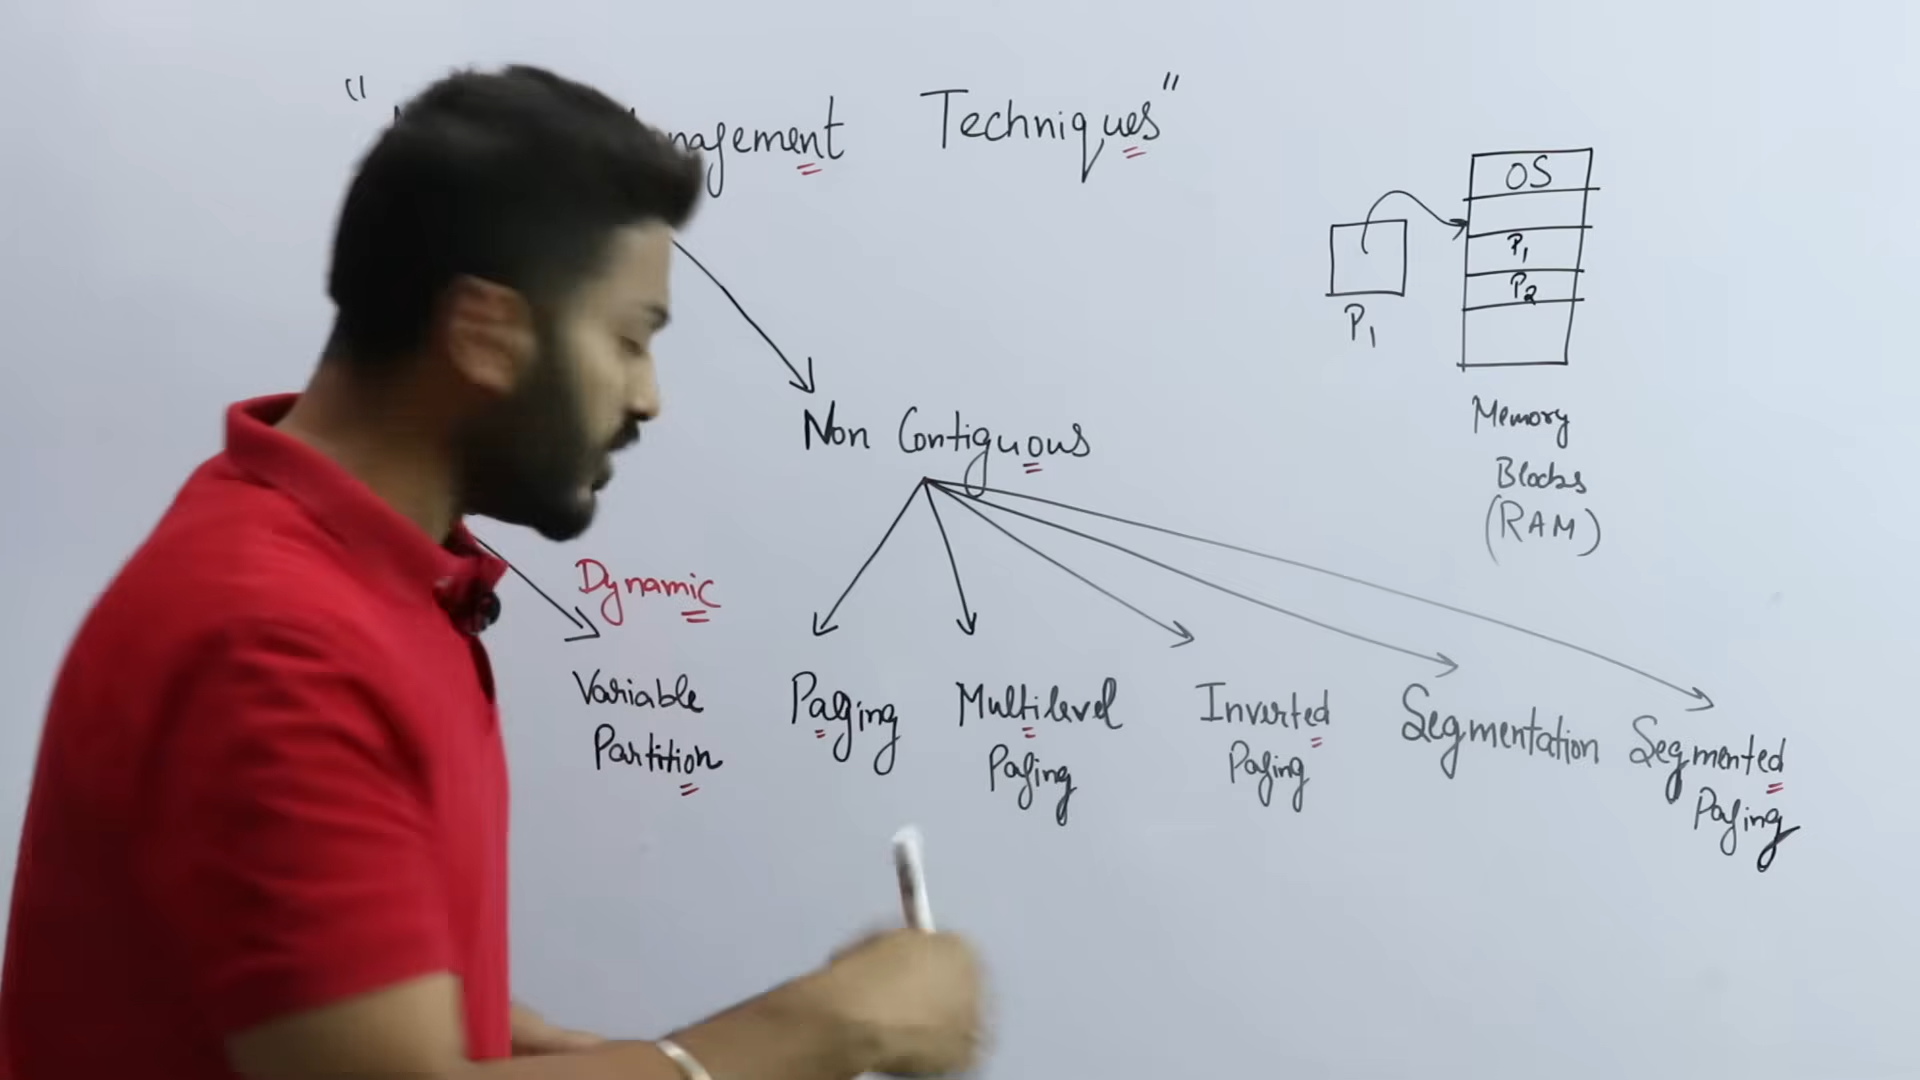 Techniques"
OS
P1
P2
P1
Memory
Blocks
(RAM)
Non Contiguous
Dynamic
Variable
Partition
Paging
Multilevel
Paging
Inverted
Paging
Segmentation
Segmented
Paging